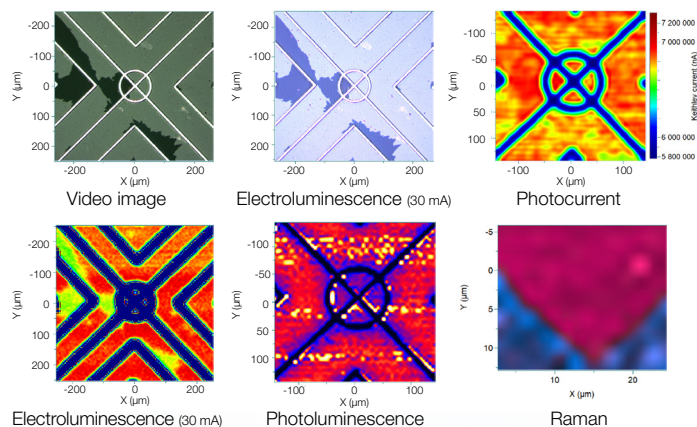 -200
-100
0
100
200
Y (µm)
-200
0
200
X (µm)
Video image
-200
-100
0
100
200
Y (µm)
-200
0
200
X (µm)
Electroluminescence (30 mA)
-100
-50
0
50
100
Y (µm)
-100
0
100
X (µm)
Photocurrent
7 200 000
7 000 000
6 000 000
5 800 000
Keithley current (nA)
-200
-100
0
100
200
Y (µm)
-200
0
200
X (µm)
Electroluminescence (30 mA)
-100
-50
0
50
100
Y (µm)
-100
0
100
X (µm)
Photoluminescence
-5
0
5
10
Y (µm)
10
20
X (µm)
Raman